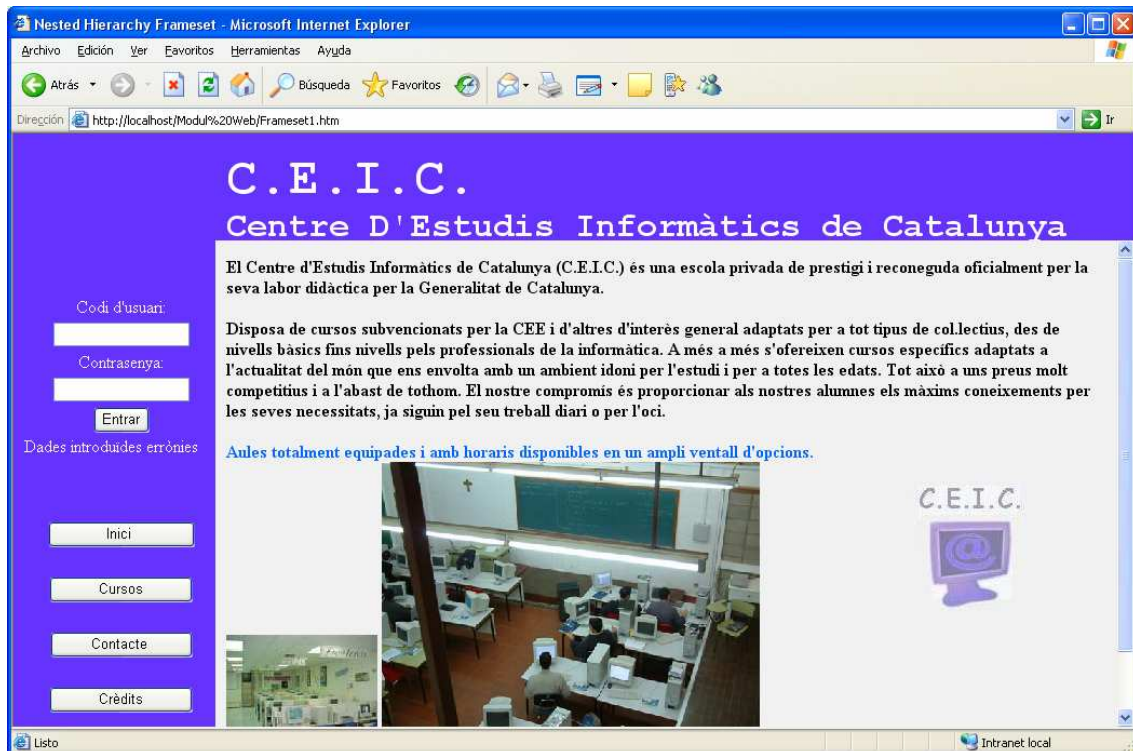 Nested Hierarchy Frameset - Microsoft Internet Explorer
Archivo Edición Ver Favoritos Herramientas Ayuda
Atrás Búsqueda Favoritos
Dirección http://localhost/Modul%20Web/Frameset1.htm Ir
C.E.I.C.
Centre D'Estudis Informàtics de Catalunya
Codi d'usuari:
Contrasenya:
Entrar
Dades introduïdes errònies
Inici
Cursos
Contacte
Crèdits
El Centre d'Estudis Informàtics de Catalunya (C.E.I.C.) és una escola privada de prestigi i reconeguda oficialment per la
seva labor didàctica per la Generalitat de Catalunya.
Disposa de cursos subvencionats per la CEE i d'altres d'interès general adaptats per a tot tipus de col.lectius, des de
nivells bàsics fins nivells pels professionals de la informàtica. A més a més s'ofereixen cursos específics adaptats a
l'actualitat del món que ens envolta amb un ambient idoni per l'estudi i per a totes les edats. Tot això a uns preus molt
competitius i a l'abast de tothom. El nostre compromís és proporcionar als nostres alumnes els màxims coneixements per
les seves necessitats, ja siguin pel seu treball diari o per l'oci.
Aules totalment equipades i amb horaris disponibles en un ampli ventall d'opcions.
C.E.I.C.
@
Listo
Intranet local